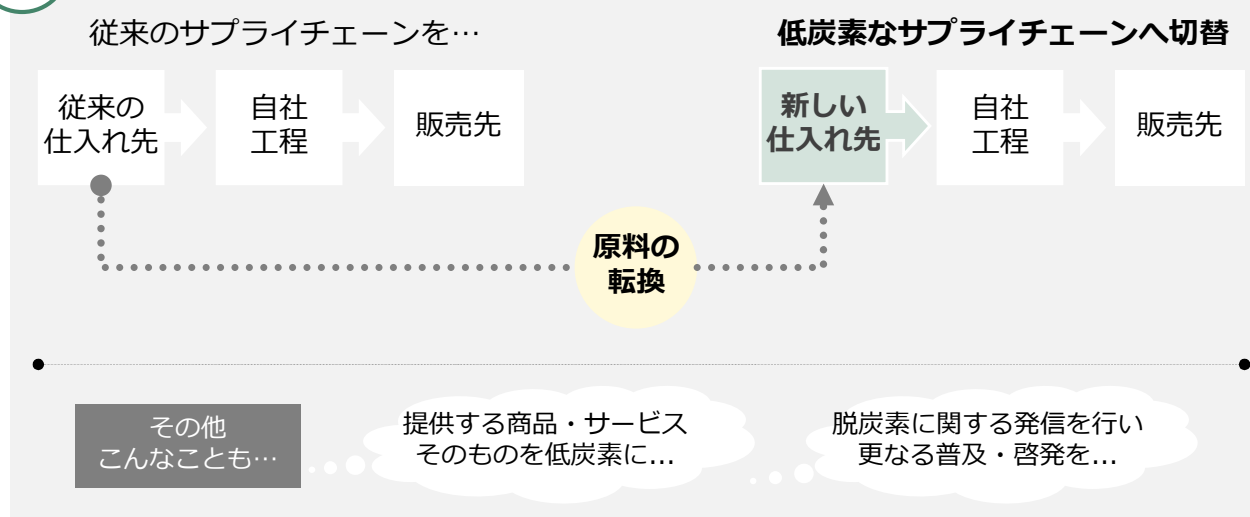 従来のサプライチェーンを…
低炭素なサプライチェーンへ切替
従来の
仕入れ先
自社
工程
販売先
新しい
仕入れ先
自社
工程
販売先
原料の
転換
その他
こんなことも…
提供する商品・サービス
そのものを低炭素に…
脱炭素に関する発信を行い
更なる普及・啓発を…